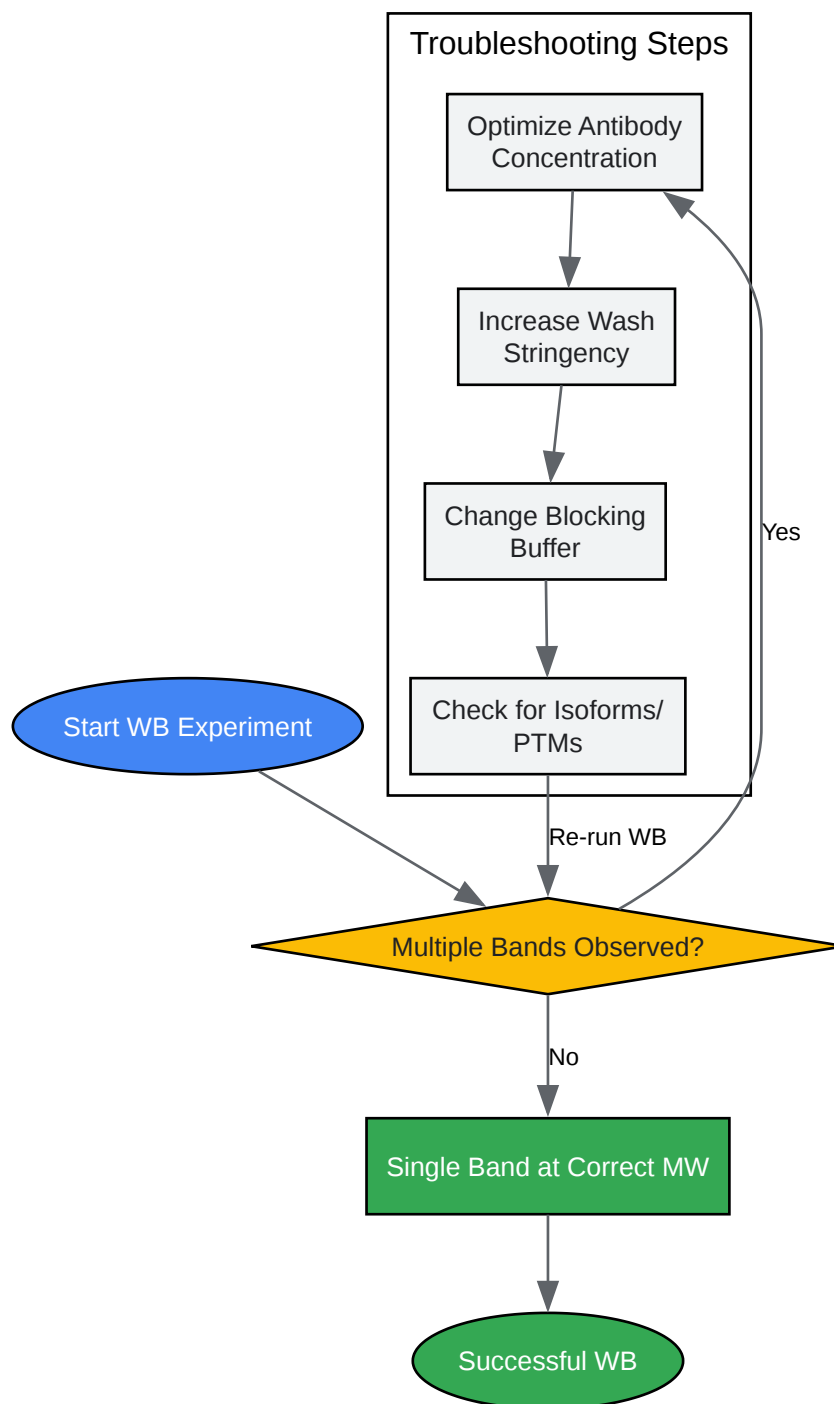 Troubleshooting Steps
Optimize Antibody
Concentration
Increase Wash
Stringency
Change Blocking
Buffer
Yes
Check for Isoforms/
PTMs
Start WB Experiment
Re-run WB
Multiple Bands Observed?
No
Single Band at Correct MW
Successful WB